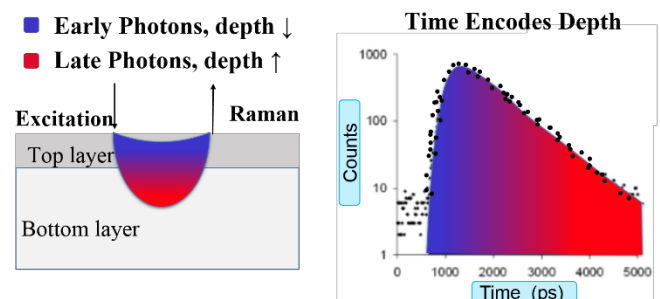 Early Photons, depth ↓
Late Photons, depth ↑
Excitation
Raman
Top layer
Bottom layer
Time Encodes Depth
1000
100
10
1
Counts
0 1000 2000 3000 4000 5000
Time (ps)